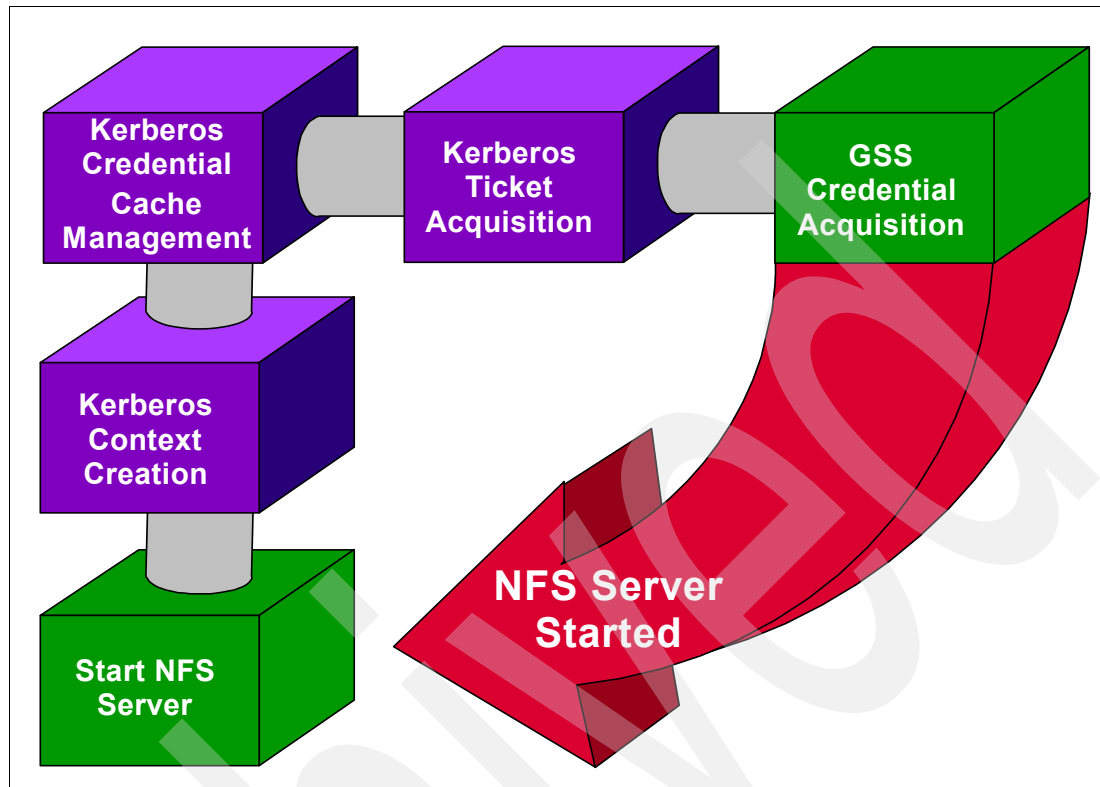 Kerberos
Credential
Cache
Management
Kerberos
Ticket
Acquisition
GSS
Credential
Acquisition
Kerberos
Context
Creation
Start NFS
Server
NFS Server
Started